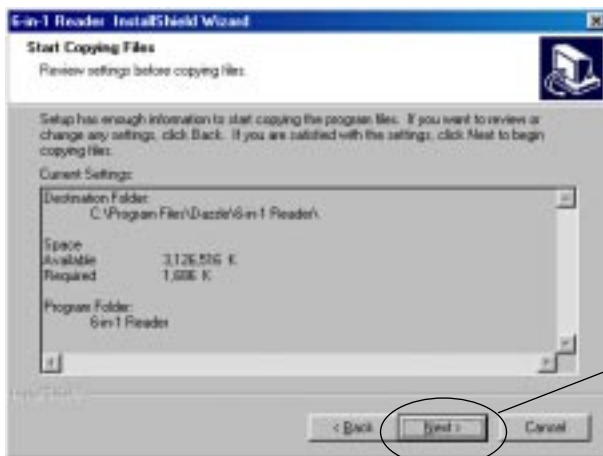 6-in-1 Reader InstallShield Wizard
Start Copying Files
Review settings before copying files.
Setup has enough information to start copying the program files. If you want to review or
change any settings, click Back. If you are satisfied with the settings, click Next to begin
copying files.
Current Settings:
Destination Folder:
C:\Program Files\Dazzle\6-in-1 Reader\
Space
Available 3,126,516 K
Required 1,686 K
Program Folder:
6-in-1 Reader
< Back
Next >
Cancel